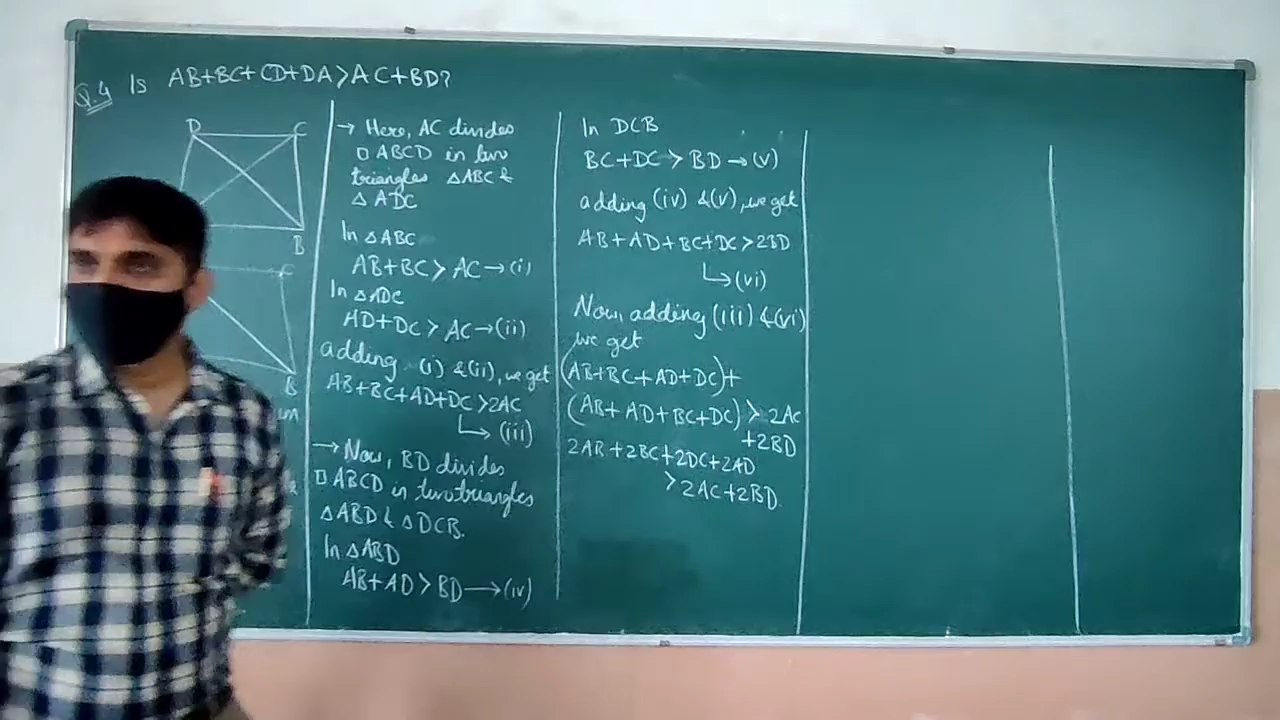 Q.4 Is AB+BC+CD+DA>AC+BD?
D C
B
C
B
→ Here, AC divides
□ABCD in two
triangles △ABC &
△ADC
In △ABC
AB+BC > AC → (i)
In △ADC
AD+DC > AC → (ii)
adding (i) &(ii), we get
AB+BC+AD+DC >2AC
↳ (iii)
→ Now, BD divides
□ABCD in two triangles
△ABD & △DCB.
In △ABD
AB+AD > BD → (iv)
In DCB
BC+DC > BD → (v)
adding (iv) &(v), we get
AB+AD+BC+DC>2BD
↳ (vi)
Now, adding (iii) &(vi)
we get
(AB+BC+AD+DC)+
(AB+AD+BC+DC) > 2AC
+2BD
2AB+2BC+2DC+2AD
> 2AC+2BD.